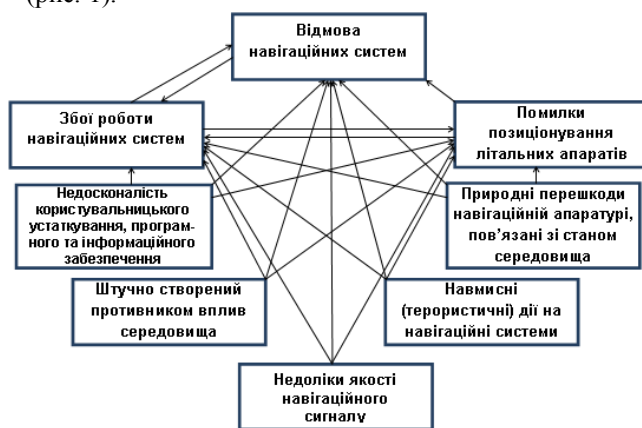 (рис. 1).
Відмова
навігаційних систем
Збої роботи
навігаційних систем
Помилки
позиціонування
літальних апаратів
Недосконалість
користувальницького
устаткування, програм-
ного та інформаційного
забезпечення
Природні перешкоди
навігаційній апаратурі,
пов’язані зі станом
середовища
Штучно створений
противником вплив
середовища
Навмисні
(терористичні) дії на
навігаційні системи
Недоліки якості
навігаційного
сигналу